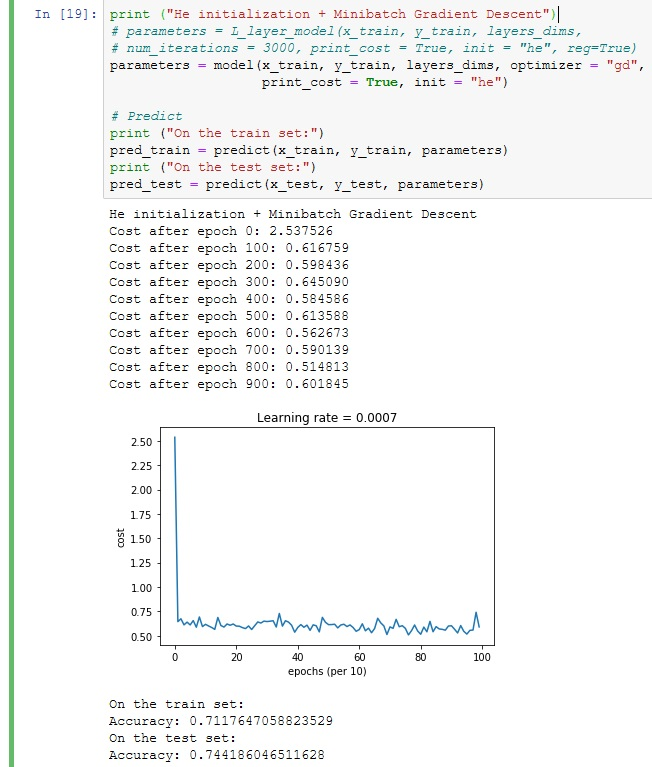 In [19]: print ("He initialization + Minibatch Gradient Descent")
# parameters = L_layer_model(x_train, y_train, layers_dims,
# num_iterations = 3000, print_cost = True, init = "he", reg=True)
parameters = model(x_train, y_train, layers_dims, optimizer = "gd",
print_cost = True, init = "he")
# Predict
print ("On the train set:")
pred_train = predict(x_train, y_train, parameters)
print ("On the test set:")
pred_test = predict(x_test, y_test, parameters)
He initialization + Minibatch Gradient Descent
Cost after epoch 0: 2.537526
Cost after epoch 100: 0.616759
Cost after epoch 200: 0.598436
Cost after epoch 300: 0.645090
Cost after epoch 400: 0.584586
Cost after epoch 500: 0.613588
Cost after epoch 600: 0.562673
Cost after epoch 700: 0.590139
Cost after epoch 800: 0.514813
Cost after epoch 900: 0.601845
Learning rate = 0.0007
2.50
2.25
2.00
1.75
1.50
1.25
1.00
0.75
0.50
cost
0 20 40 60 80 100
epochs (per 10)
On the train set:
Accuracy: 0.7117647058823529
On the test set:
Accuracy: 0.744186046511628